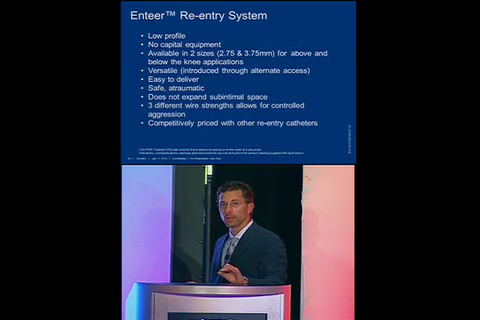 Enteer™ Re-entry System
• Low profile
• No capital equipment
• Available in 2 sizes (2.75 & 3.75mm) for above and
below the knee applications
• Versatile (introduced through alternate access)
• Easy to deliver
• Safe, atraumatic
• Does not expand subintimal space
• 3 different wire strengths allows for controlled
aggression
• Competitively priced with other re-entry catheters